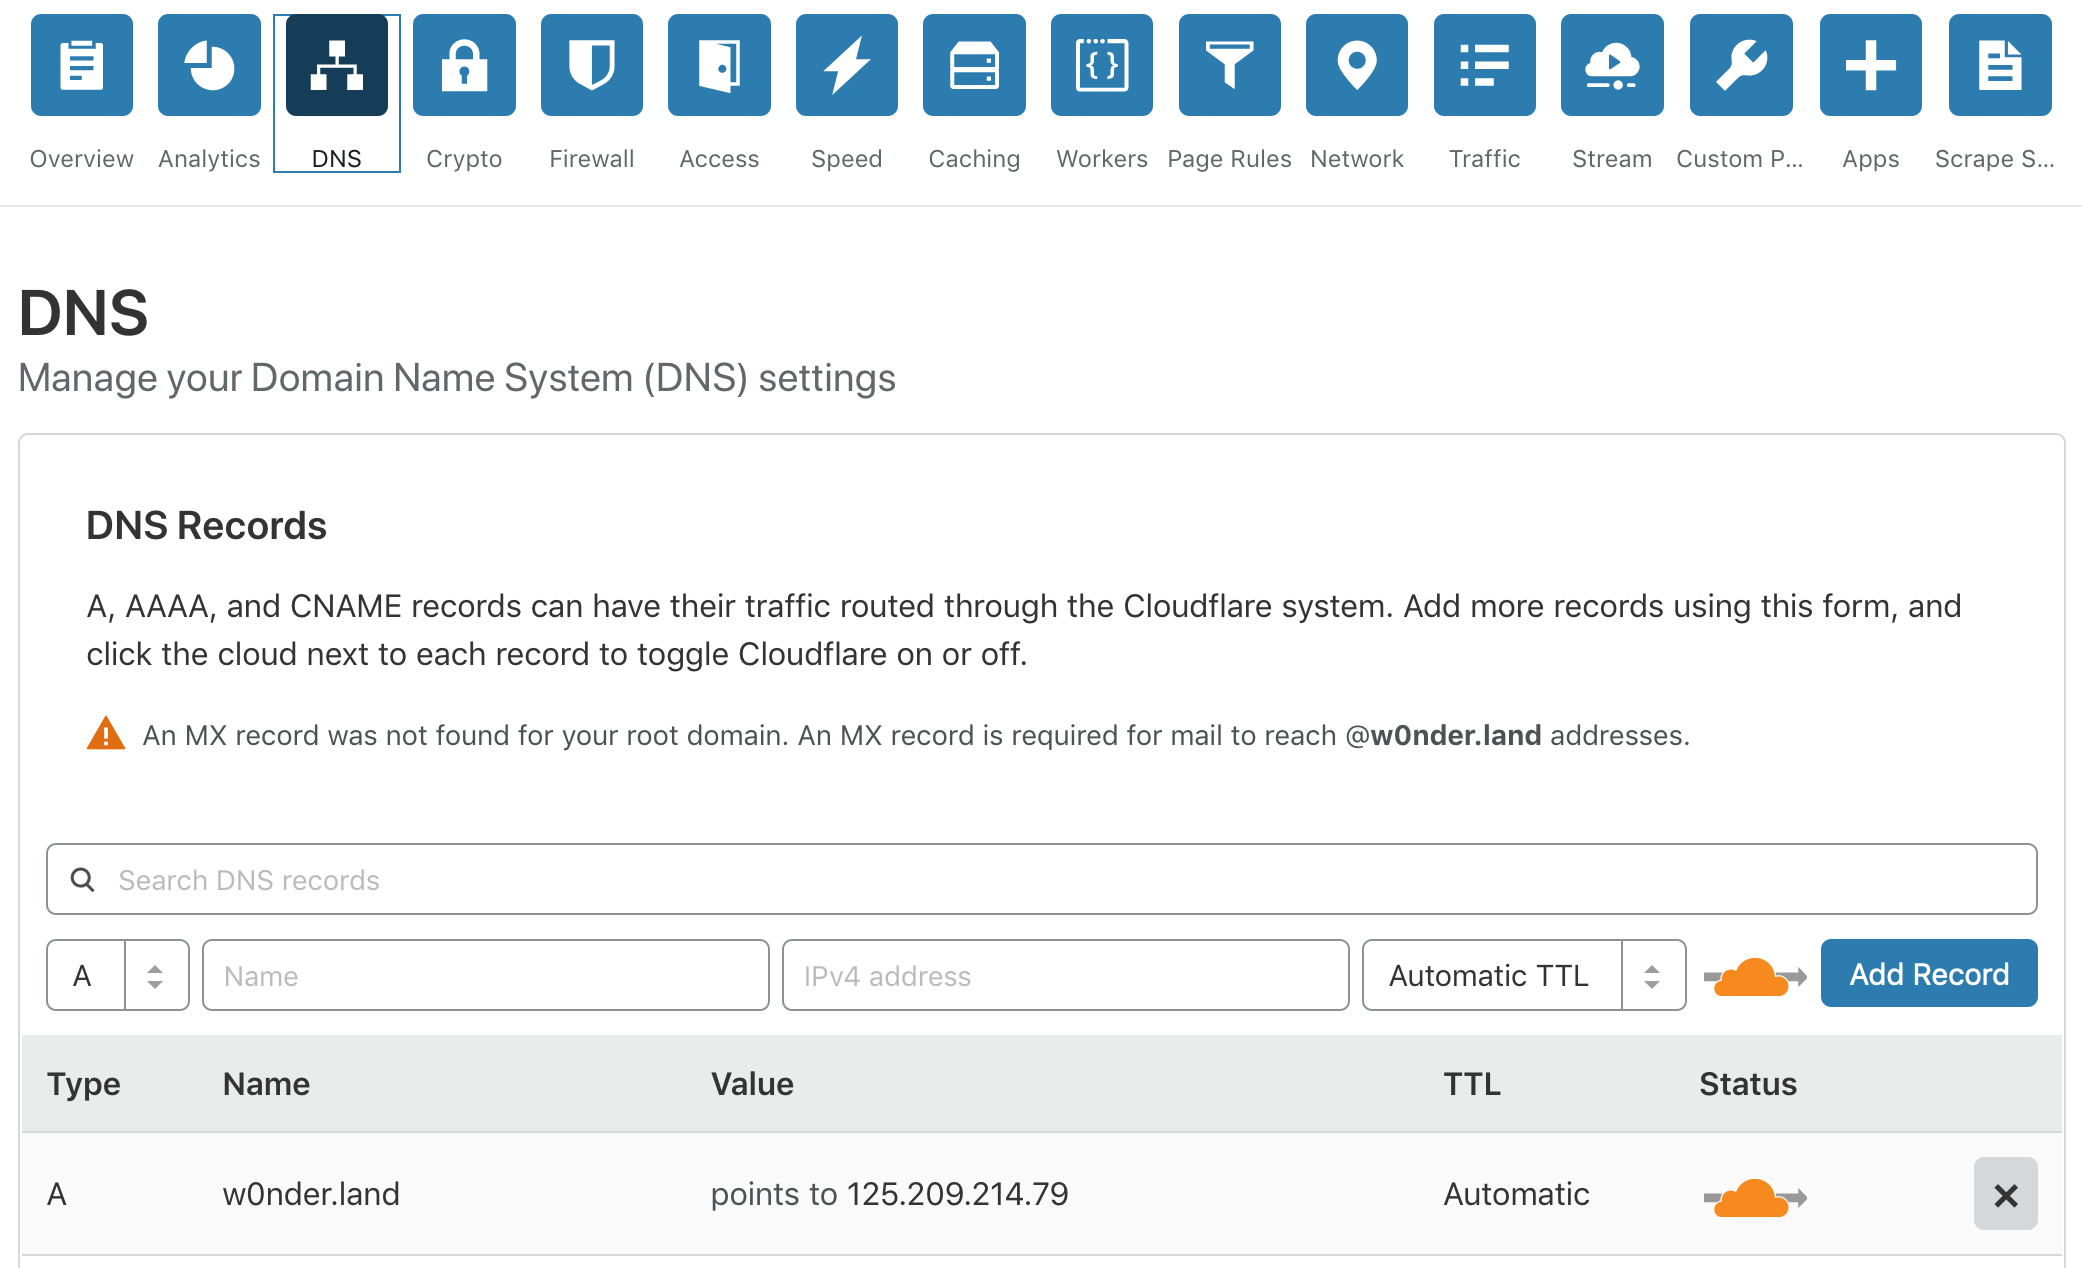 Overview Analytics DNS Crypto Firewall Access Speed Caching Workers Page Rules Network Traffic Stream Custom P... Apps Scrape S...
DNS
Manage your Domain Name System (DNS) settings
DNS Records
A, AAAA, and CNAME records can have their traffic routed through the Cloudflare system. Add more records using this form, and
click the cloud next to each record to toggle Cloudflare on or off.
An MX record was not found for your root domain. An MX record is required for mail to reach @w0nder.land addresses.
Search DNS records
A Name IPv4 address Automatic TTL Add Record
Type Name Value TTL Status
A w0nder.land points to 125.209.214.79 Automatic